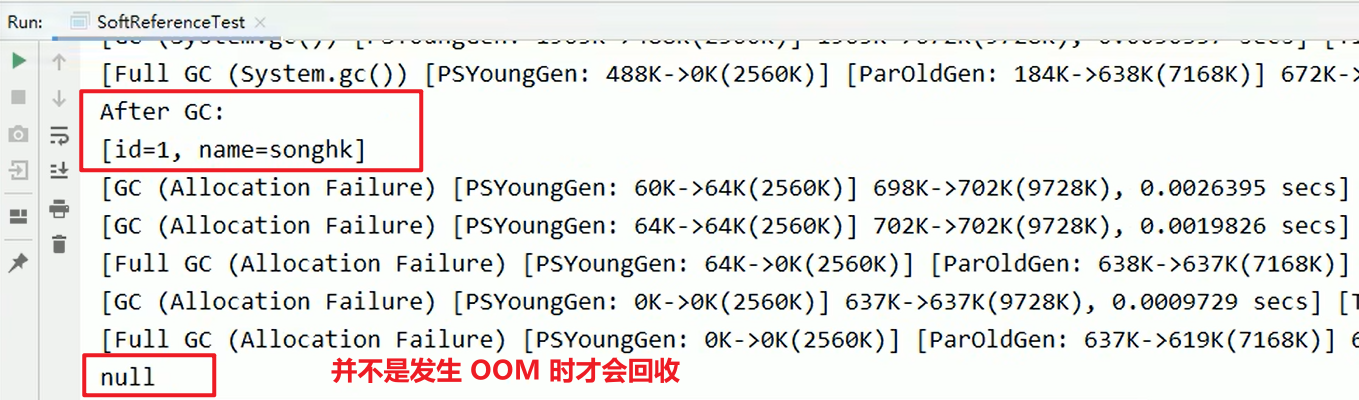 Run: SoftReferenceTest ×
[Full GC (System.gc()) [PSYoungGen: 488K->0K(2560K)] [ParOldGen: 184K->638K(7168K)] 672K->
After GC:
[id=1, name=songhk]
[GC (Allocation Failure) [PSYoungGen: 60K->64K(2560K)] 698K->702K(9728K), 0.0026395 secs]
[GC (Allocation Failure) [PSYoungGen: 64K->64K(2560K)] 702K->702K(9728K), 0.0019826 secs]
[Full GC (Allocation Failure) [PSYoungGen: 64K->0K(2560K)] [ParOldGen: 638K->637K(7168K)]
[GC (Allocation Failure) [PSYoungGen: 0K->0K(2560K)] 637K->637K(9728K), 0.0009729 secs] [T
[Full GC (Allocation Failure) [PSYoungGen: 0K->0K(2560K)] [ParOldGen: 637K->619K(7168K)] 6
null
并不是发生 OOM 时才会回收